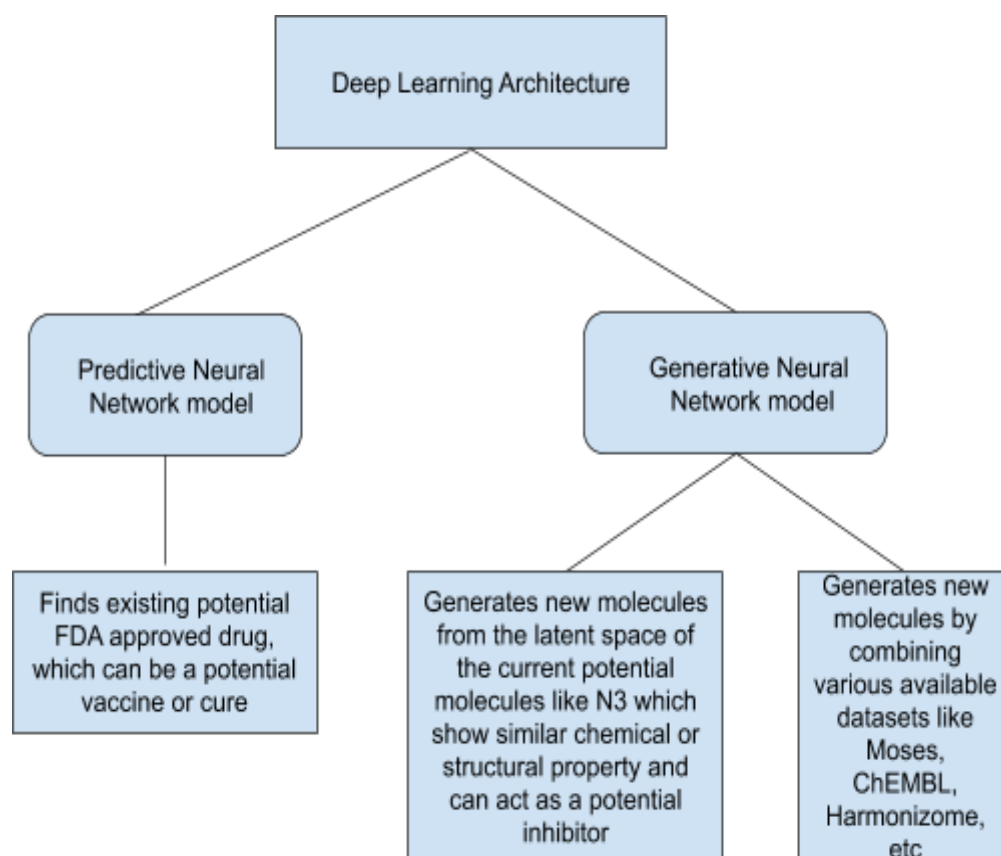 Deep Learning Architecture
Predictive Neural
Network model
Generative Neural
Network model
Finds existing potential
FDA approved drug,
which can be a potential
vaccine or cure
Generates new molecules
from the latent space of
the current potential
molecules like N3 which
show similar chemical or
structural property and
can act as a potential
inhibitor
Generates new
molecules by
combining
various available
datasets like
Moses,
ChEMBL,
Harmonizome,
etc